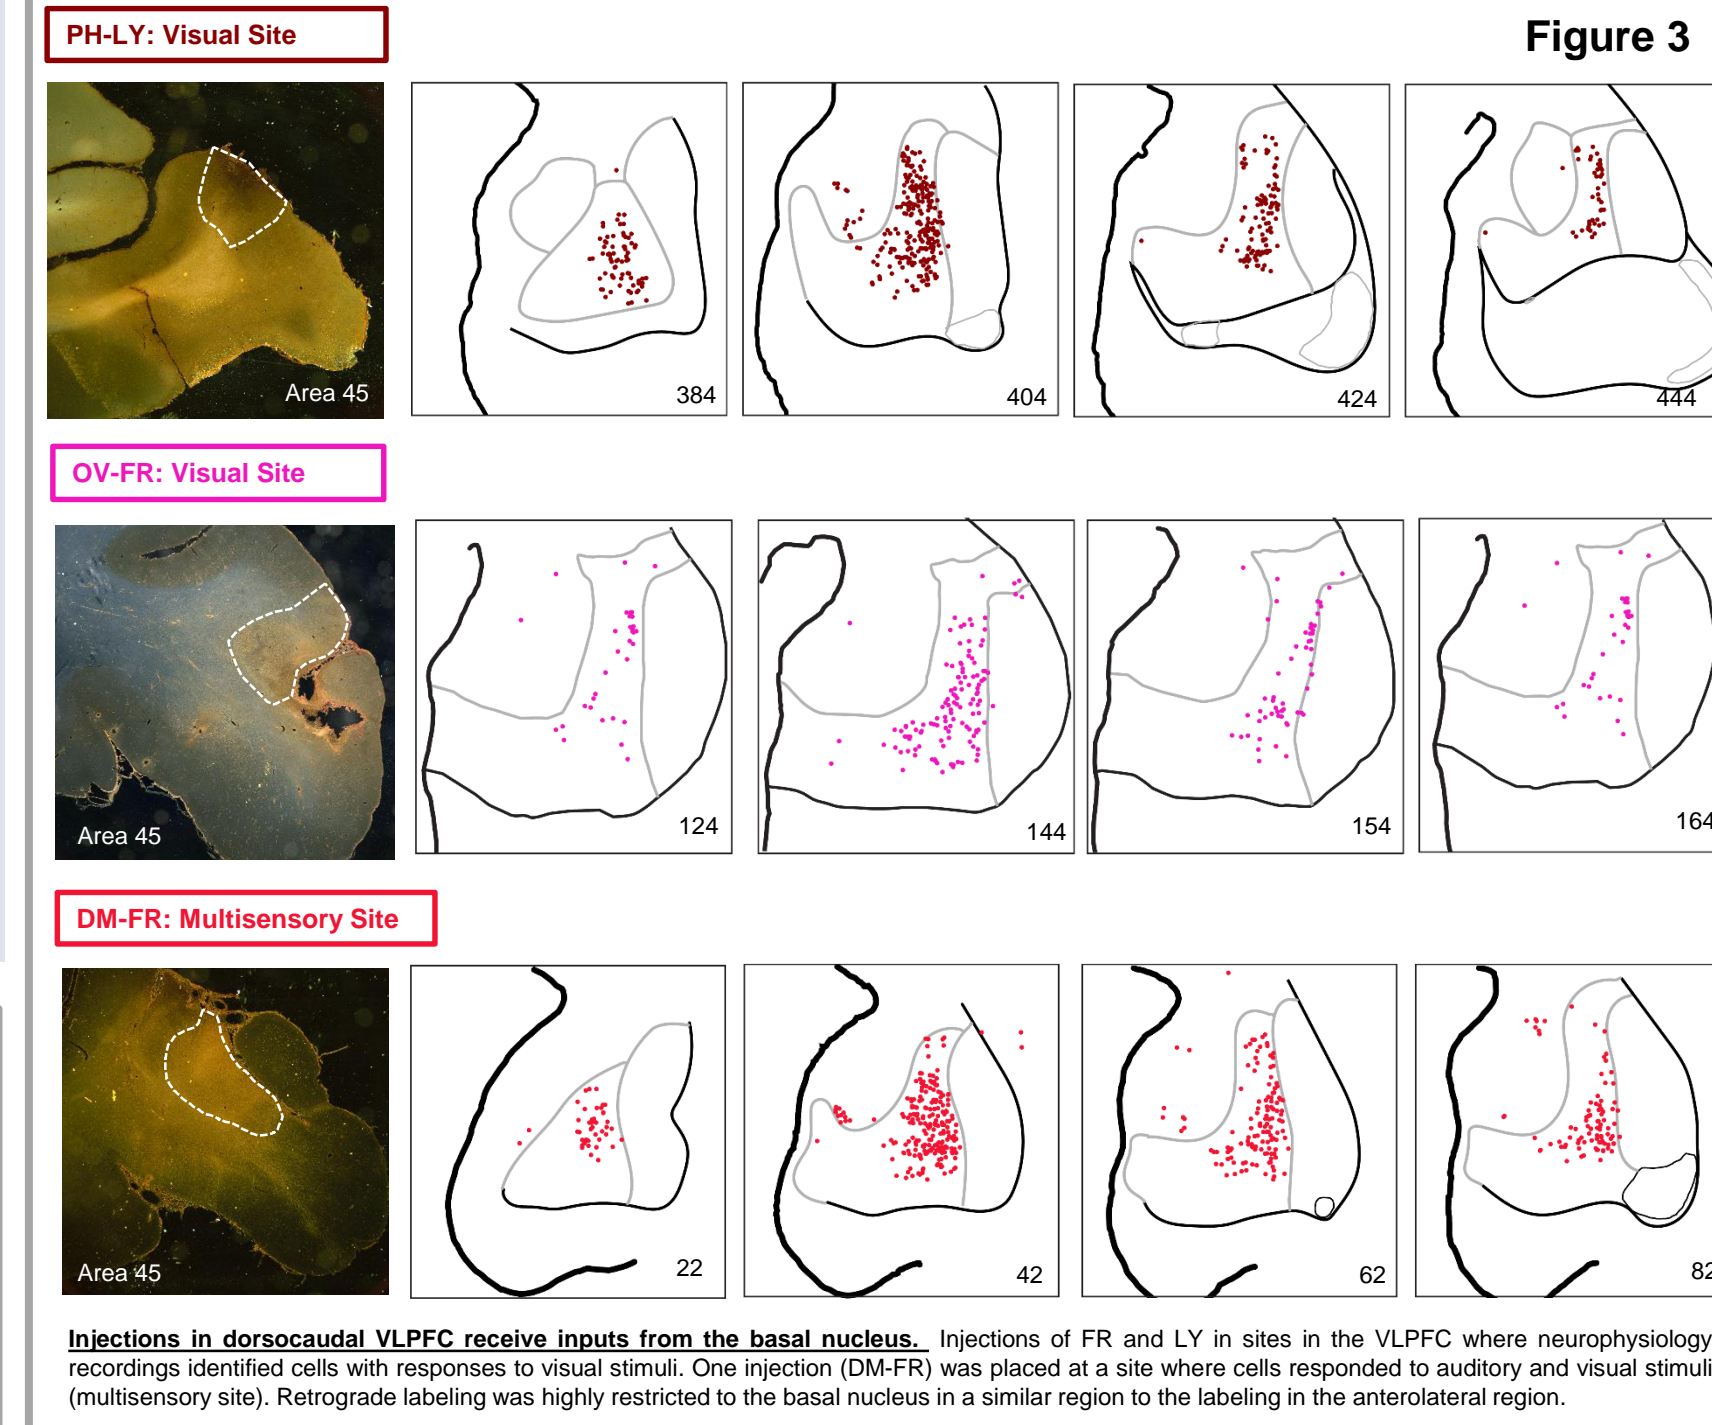 PH-LY: Visual Site
Figure 3
Area 45
384
404
424
444
OV-FR: Visual Site
Area 45
124
144
154
164
DM-FR: Multisensory Site
Area 45
22
42
62
82
Injections in dorsocaudal VLPFC receive inputs from the basal nucleus. Injections of FR and LY in sites in the VLPFC where neurophysiology
recordings identified cells with responses to visual stimuli. One injection (DM-FR) was placed at a site where cells responded to auditory and visual stimuli
(multisensory site). Retrograde labeling was highly restricted to the basal nucleus in a similar region to the labeling in the anterolateral region.